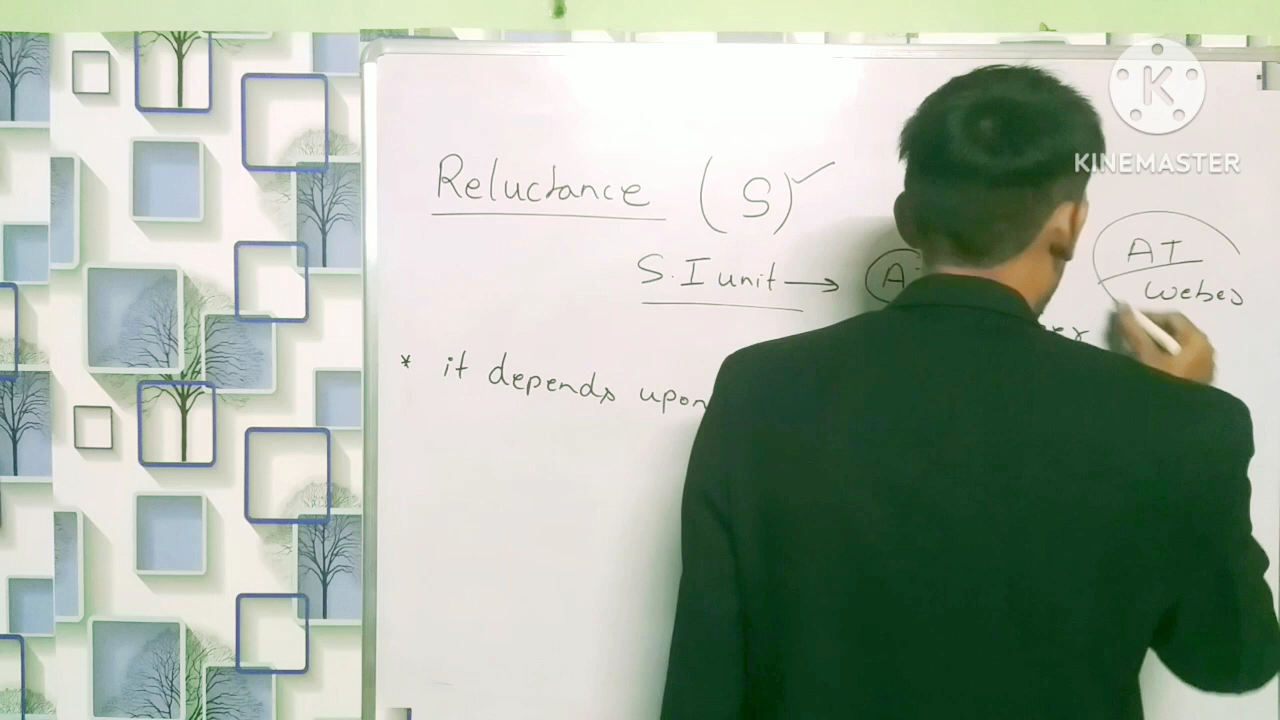 K
KINEMASTER
Reluctance (S)
AT
S.I unit → A
weber
* it depends upon